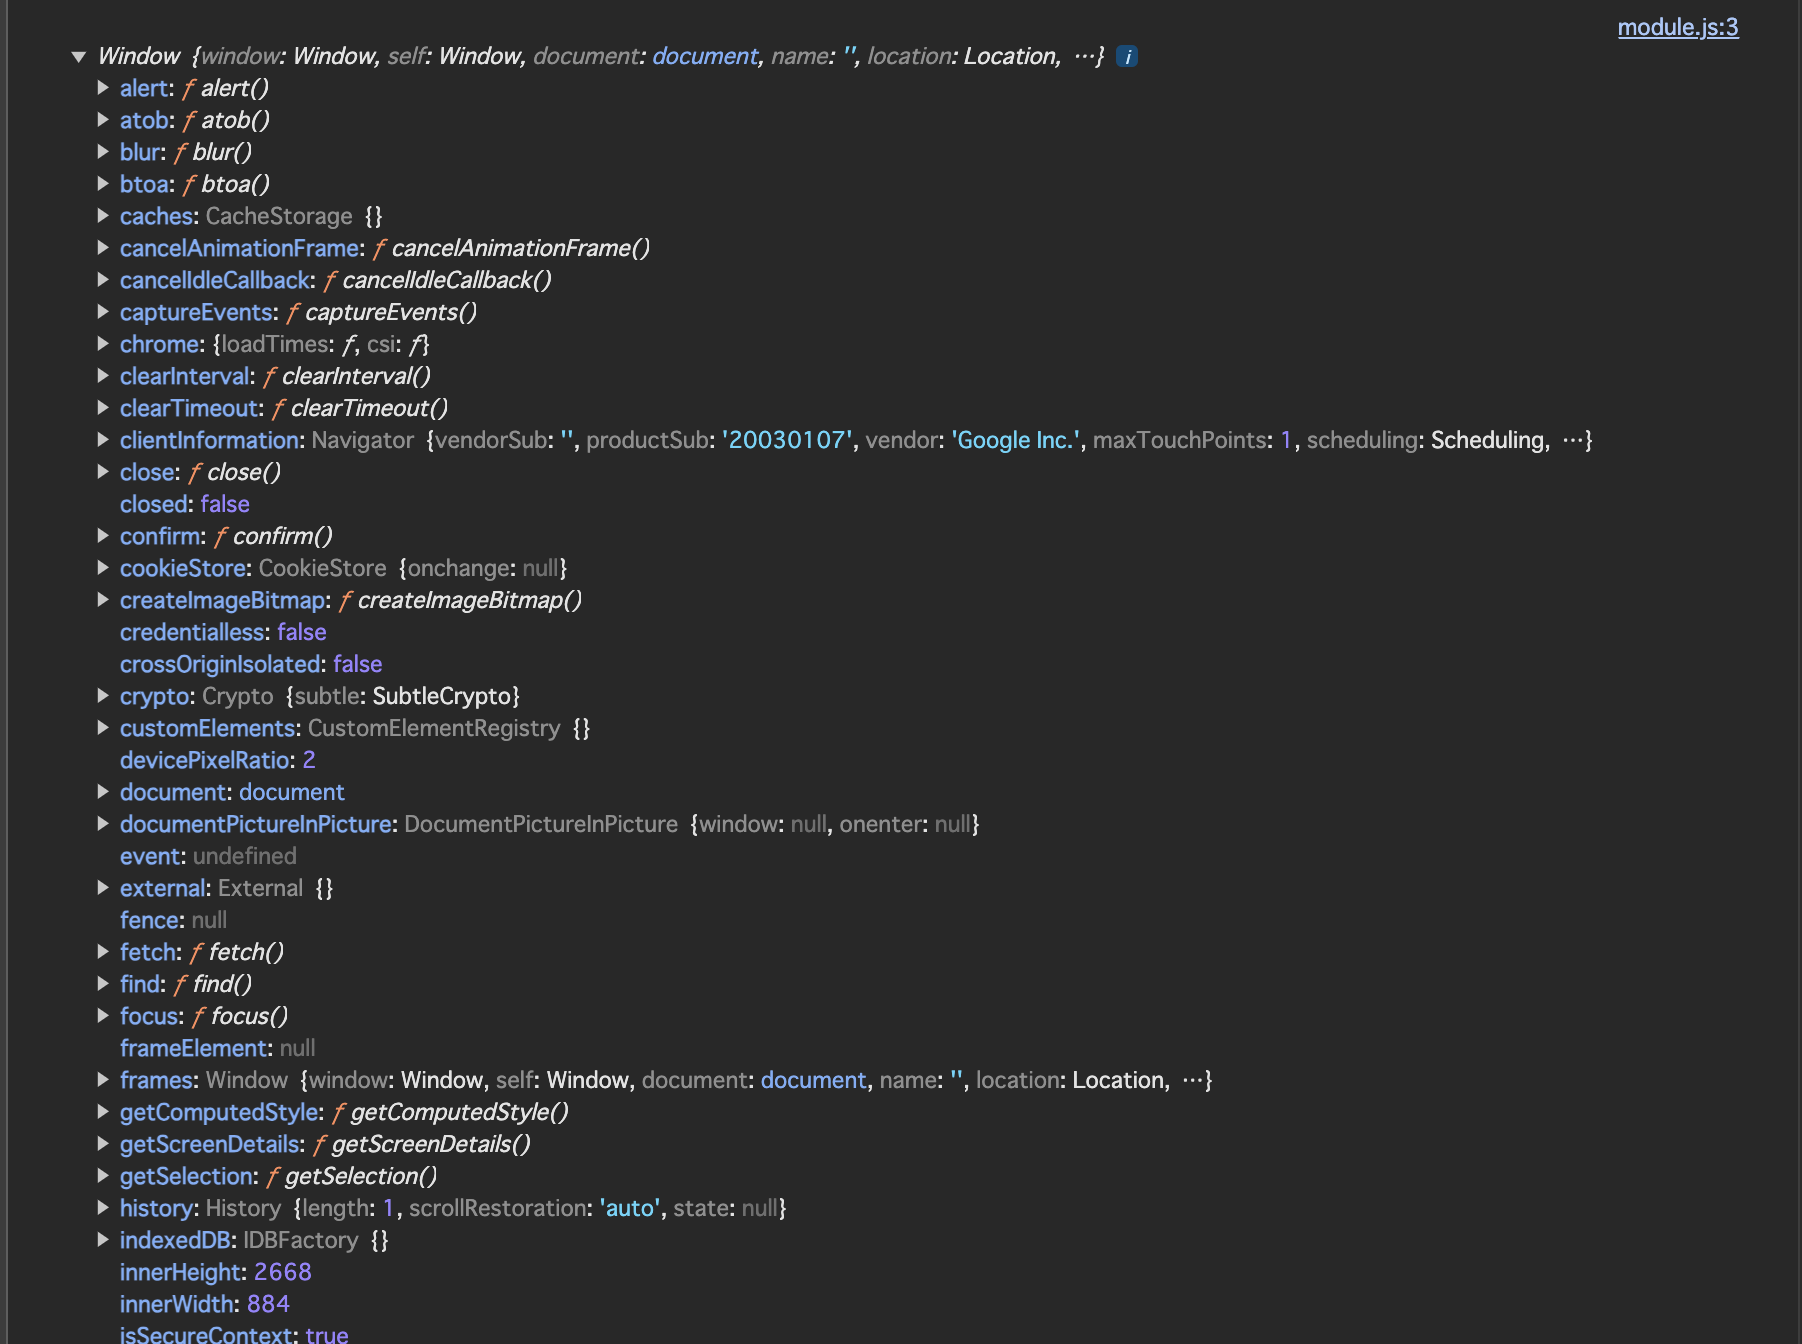 module.js:3
▼ Window {window: Window, self: Window, document: document, name: '', location: Location, …} i
▶ alert: ƒ alert()
▶ atob: ƒ atob()
▶ blur: ƒ blur()
▶ btoa: ƒ btoa()
▶ caches: CacheStorage {}
▶ cancelAnimationFrame: ƒ cancelAnimationFrame()
▶ cancelIdleCallback: ƒ cancelIdleCallback()
▶ captureEvents: ƒ captureEvents()
▶ chrome: {loadTimes: ƒ, csi: ƒ}
▶ clearInterval: ƒ clearInterval()
▶ clearTimeout: ƒ clearTimeout()
▶ clientInformation: Navigator {vendorSub: '', productSub: '20030107', vendor: 'Google Inc.', maxTouchPoints: 1, scheduling: Scheduling, …}
▶ close: ƒ close()
closed: false
▶ confirm: ƒ confirm()
▶ cookieStore: CookieStore {onchange: null}
▶ createImageBitmap: ƒ createImageBitmap()
credentialless: false
crossOriginIsolated: false
▶ crypto: Crypto {subtle: SubtleCrypto}
▶ customElements: CustomElementRegistry {}
devicePixelRatio: 2
▶ document: document
▶ documentPictureInPicture: DocumentPictureInPicture {window: null, onenter: null}
event: undefined
▶ external: External {}
fence: null
▶ fetch: ƒ fetch()
▶ find: ƒ find()
▶ focus: ƒ focus()
frameElement: null
▶ frames: Window {window: Window, self: Window, document: document, name: '', location: Location, …}
▶ getComputedStyle: ƒ getComputedStyle()
▶ getScreenDetails: ƒ getScreenDetails()
▶ getSelection: ƒ getSelection()
▶ history: History {length: 1, scrollRestoration: 'auto', state: null}
▶ indexedDB: IDBFactory {}
innerHeight: 2668
innerWidth: 884
isSecureContext: true